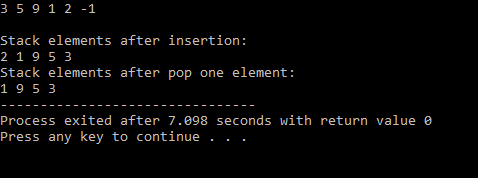 3 5 9 1 2 -1
Stack elements after insertion:
2 1 9 5 3
Stack elements after pop one element:
1 9 5 3
--------------------------------
Process exited after 7.098 seconds with return value 0
Press any key to continue . . .